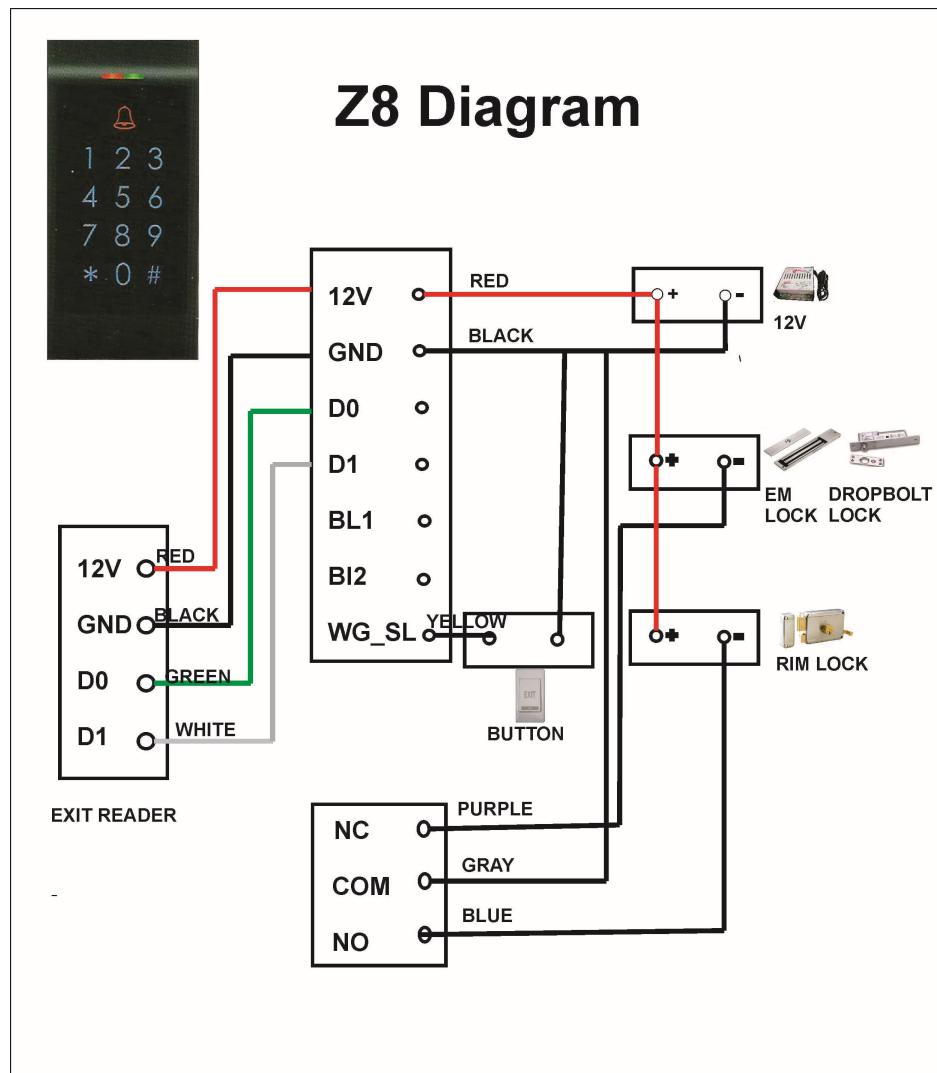 Z8 Diagram
1 2 3
4 5 6
7 8 9
* 0 #
12V
GND
D0
D1
BL1
BI2
WG_SL
RED
BLACK
YELLOW
+ -
12V
+ -
EM LOCK
DROPBOLT LOCK
+ -
RIM LOCK
EXIT
BUTTON
12V
GND
D0
D1
RED
BLACK
GREEN
WHITE
EXIT READER
NC
COM
NO
PURPLE
GRAY
BLUE